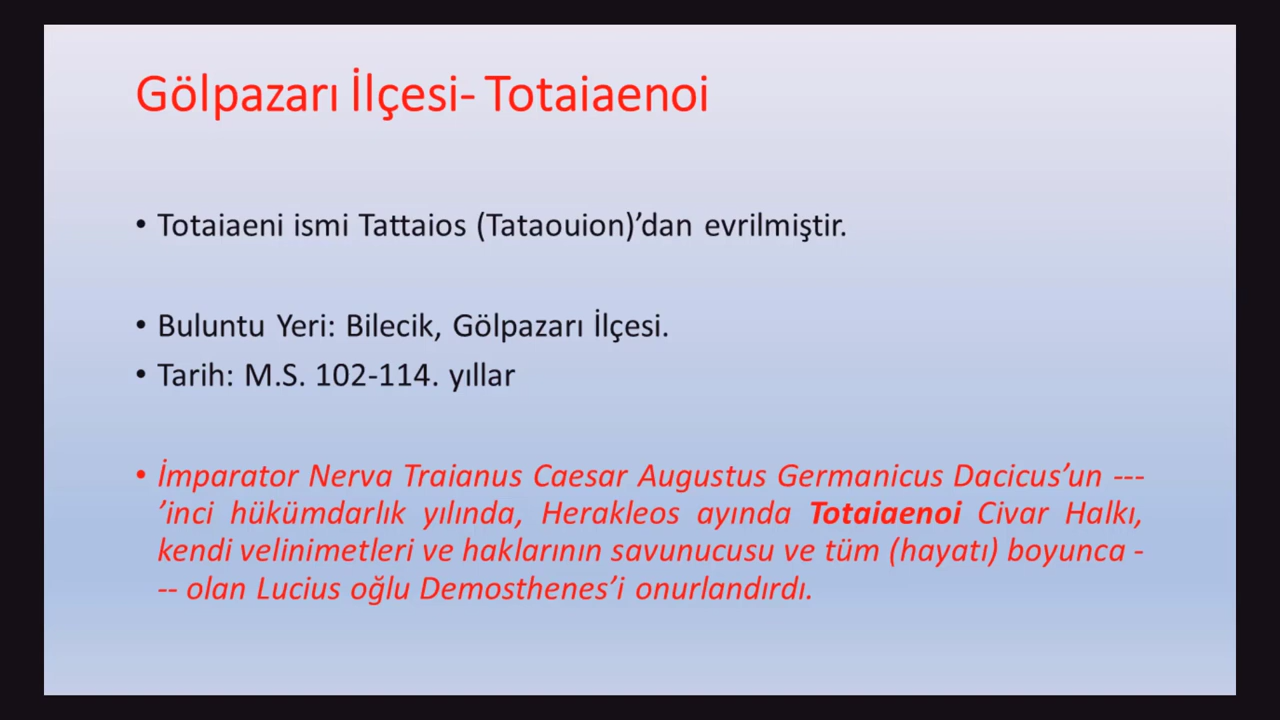 Gölpazarı İlçesi- Totaiaenoi
• Totaiaeni ismi Tattaios (Tataouion)’dan evrilmiştir.
• Buluntu Yeri: Bilecik, Gölpazarı İlçesi.
• Tarih: M.S. 102-114. yıllar
• İmparator Nerva Traianus Caesar Augustus Germanicus Dacicus’un ---
’inci hükümdarlık yılında, Herakleos ayında Totaiaenoi Civar Halkı,
kendi velinimetleri ve haklarının savunucusu ve tüm (hayatı) boyunca -
-- olan Lucius oğlu Demosthenes’i onurlandırdı.